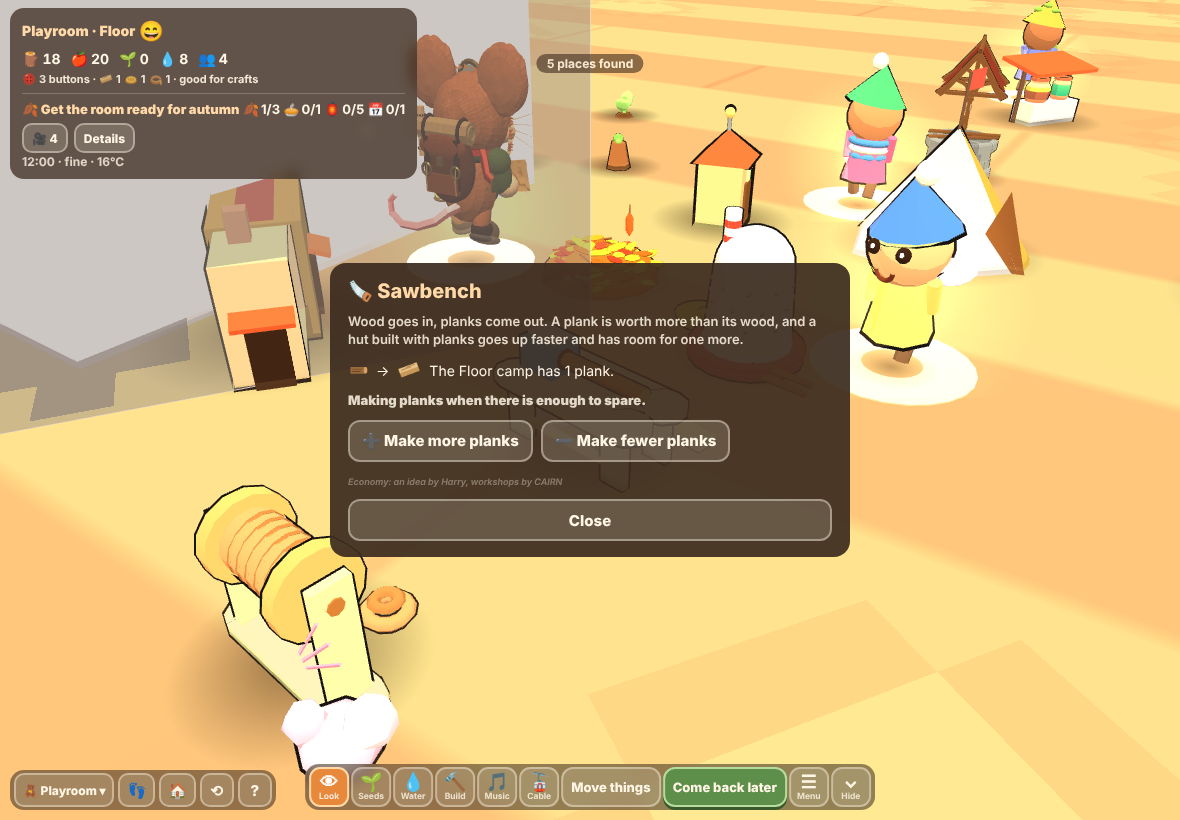 Playroom · Floor
18 20 0 8 4
3 buttons · 1 1 1 · good for crafts
Get the room ready for autumn 1/3 0/1 0/5 0/1
4 Details
12:00 · fine · 16°C
5 places found
Sawbench
Wood goes in, planks come out. A plank is worth more than its wood, and a
hut built with planks goes up faster and has room for one more.
→ The Floor camp has 1 plank.
Making planks when there is enough to spare.
Make more planks Make fewer planks
Economy: an idea by Harry, workshops by CAIRN
Close
Playroom ▾ ?
Look Seeds Water Build Music Cable Move things Come back later Menu Hide